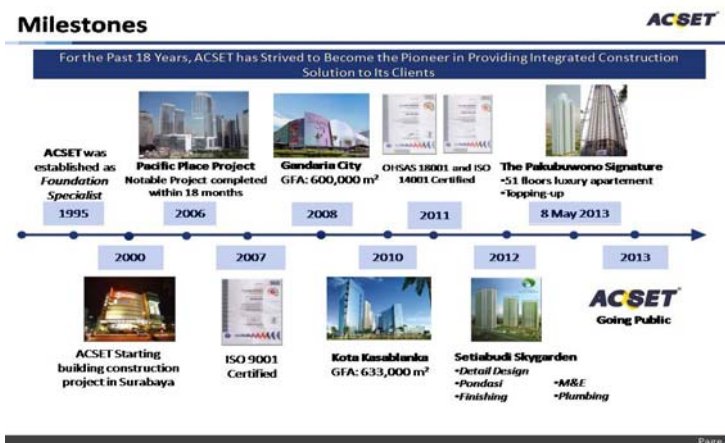 Milestones
ACSET
For the Past 18 Years, ACSET has Strived to Become the Pioneer in Providing Integrated Construction
Solution to Its Clients
ACSET was
established as
Foundation
Specialist
Pacific Place Project
Notable Project completed
within 18 months
Gandaria City
GFA: 600,000 m²
OHSAS 18001 and ISO
14001 Certified
The Pakubuwono Signature
•51 floors luxury apartement
•Topping-up
1995
2006
2008
2011
8 May 2013
2000
2007
2010
2012
2013
ACSET Starting
building construction
project in Surabaya
ISO 9001
Certified
Kota Kasablanka
GFA: 633,000 m²
Setiabudi Skygarden
•Detail Design
•Pondasi
•M&E
•Finishing
•Plumbing
ACSET
Going Public
Page